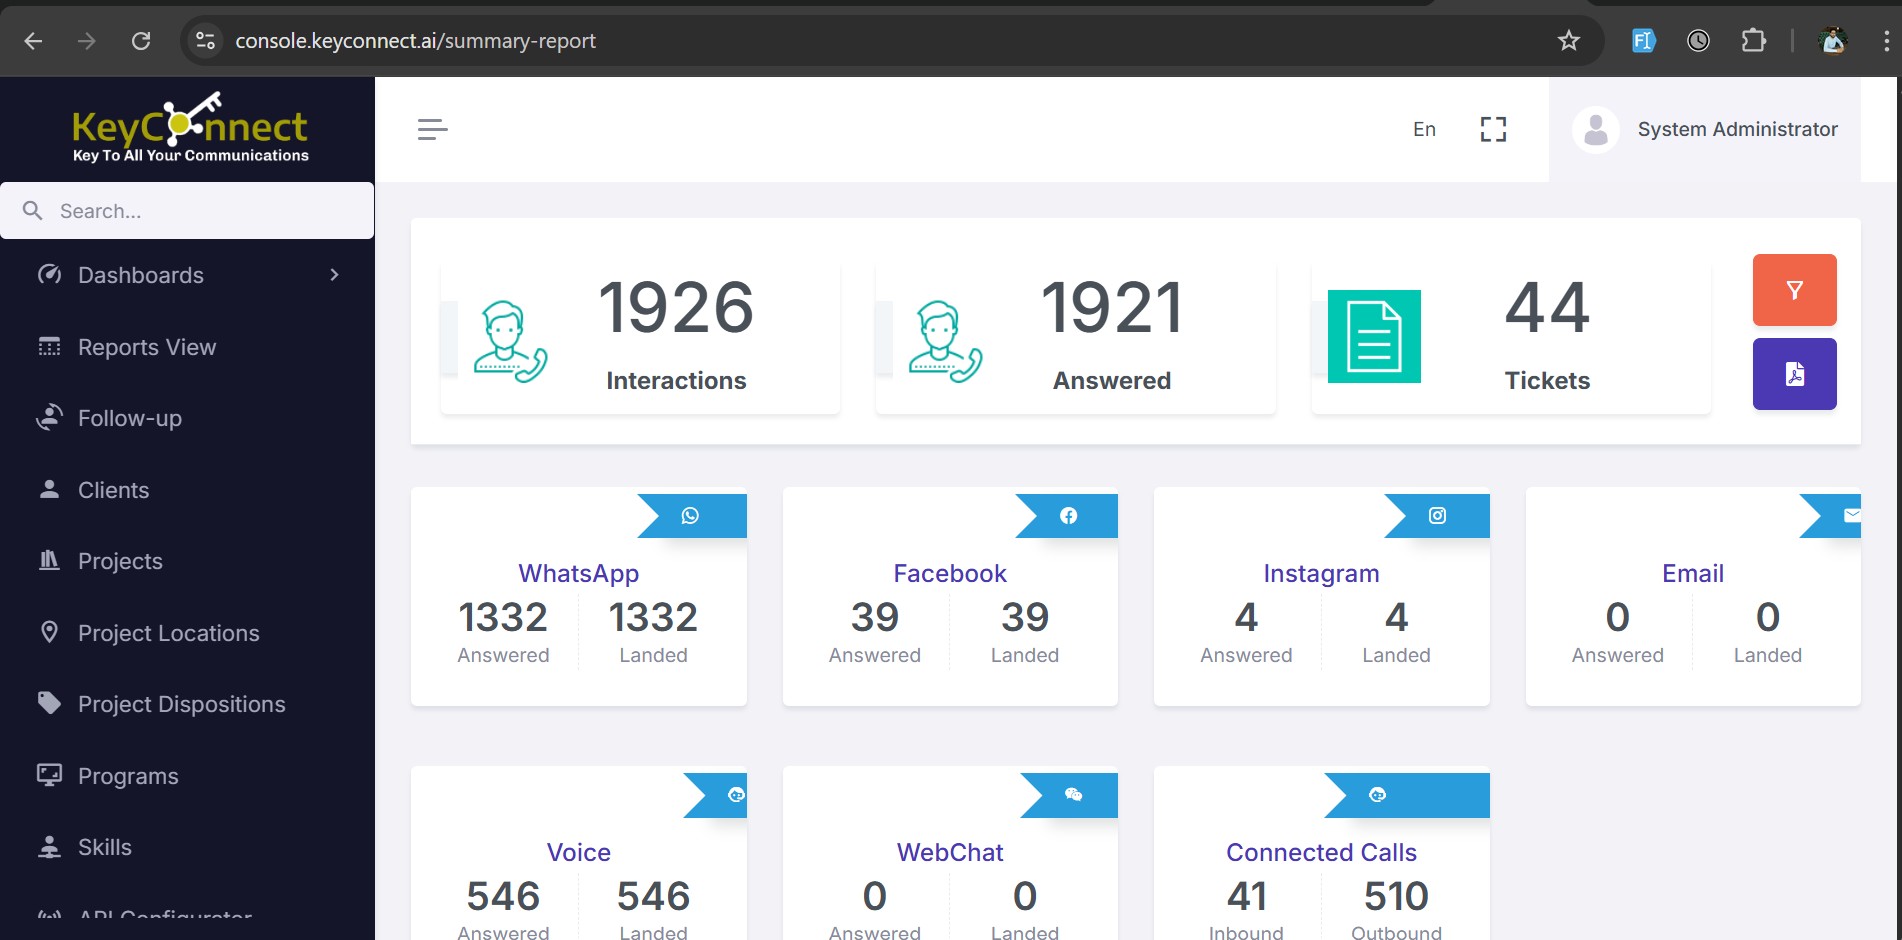 console.keyconnect.ai/summary-report
KeyConnect
Key To All Your Communications
En
System Administrator
Search...
Dashboards
Reports View
Follow-up
Clients
Projects
Project Locations
Project Dispositions
Programs
Skills
API Configurator
1926
Interactions
1921
Answered
44
Tickets
WhatsApp
1332 1332
Answered Landed
Facebook
39 39
Answered Landed
Instagram
4 4
Answered Landed
Email
0 0
Answered Landed
Voice
546 546
Answered Landed
WebChat
0 0
Answered Landed
Connected Calls
41 510
Inbound Outbound